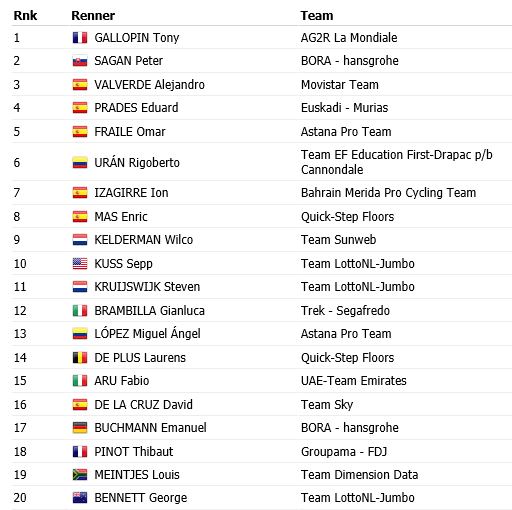 Rnk Renner Team
1 GALLOPIN Tony AG2R La Mondiale
2 SAGAN Peter BORA - hansgrohe
3 VALVERDE Alejandro Movistar Team
4 PRADES Eduard Euskadi - Murias
5 FRAILE Omar Astana Pro Team
6 URÁN Rigoberto Team EF Education First-Drapac p/b
Cannondale
7 IZAGIRRE Ion Bahrain Merida Pro Cycling Team
8 MAS Enric Quick-Step Floors
9 KELDERMAN Wilco Team Sunweb
10 KUSS Sepp Team LottoNL-Jumbo
11 KRUIJSWIJK Steven Team LottoNL-Jumbo
12 BRAMBILLA Gianluca Trek - Segafredo
13 LÓPEZ Miguel Ángel Astana Pro Team
14 DE PLUS Laurens Quick-Step Floors
15 ARU Fabio UAE-Team Emirates
16 DE LA CRUZ David Team Sky
17 BUCHMANN Emanuel BORA - hansgrohe
18 PINOT Thibaut Groupama - FDJ
19 MEINTJES Louis Team Dimension Data
20 BENNETT George Team LottoNL-Jumbo